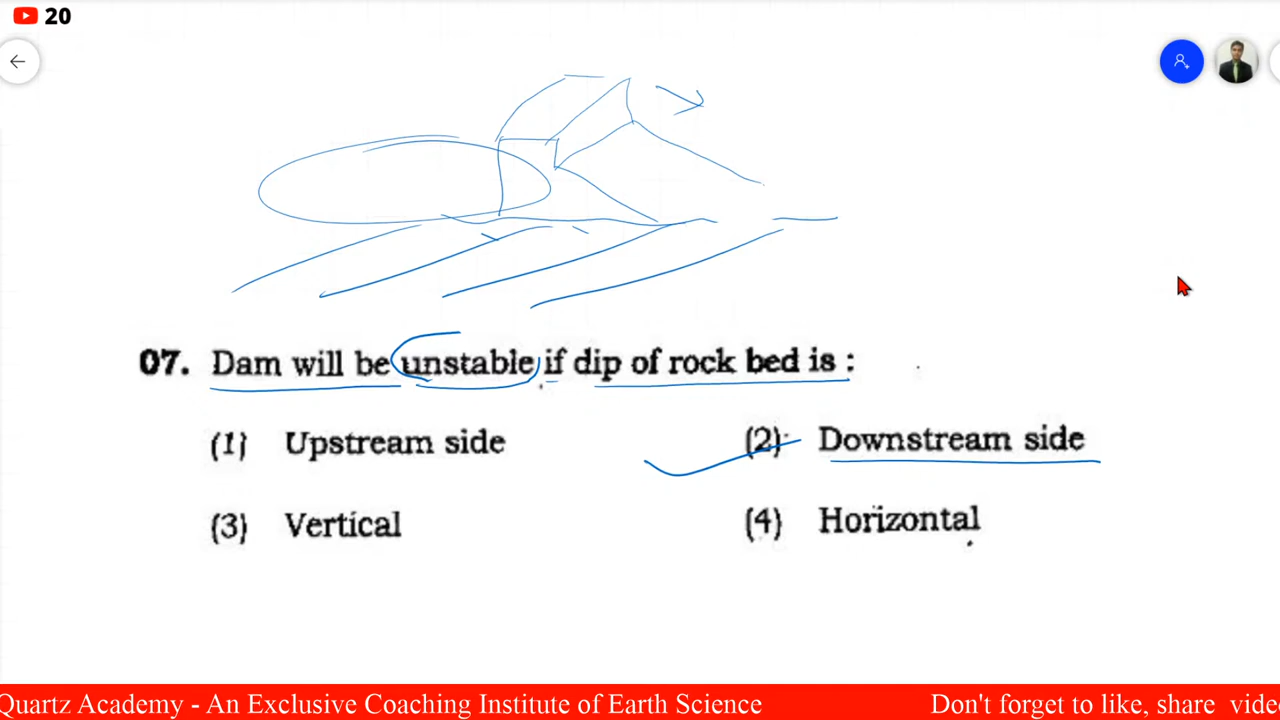 20
07. Dam will be unstable if dip of rock bed is :
(1) Upstream side
(2) Downstream side
(3) Vertical
(4) Horizontal
Quartz Academy - An Exclusive Coaching Institute of Earth Science Don't forget to like, share vide